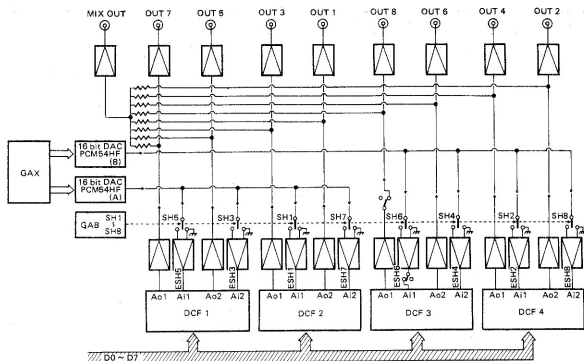 MIX OUT OUT 7 OUT 5 OUT 3 OUT 1 OUT 8 OUT 6 OUT 4 OUT 2
GAX
16 bit DAC
PCM54HF
(B)
16 bit DAC
PCM54HF
(A)
GAB
SH1
SH8
SH5 SH3 SH1 SH7 SH6 SH4 SH2 SH8
ESH5 ESH3 ESH1 ESH7 ESH6 ESH4 ESH2 ESH8
Ao1 Ai1 Ao2 Ai2 Ao1 Ai1 Ao2 Ai2 Ao1 Ai1 Ao2 Ai2 Ao1 Ai1 Ao2 Ai2
DCF 1 DCF 2 DCF 3 DCF 4
D0 ~ D7